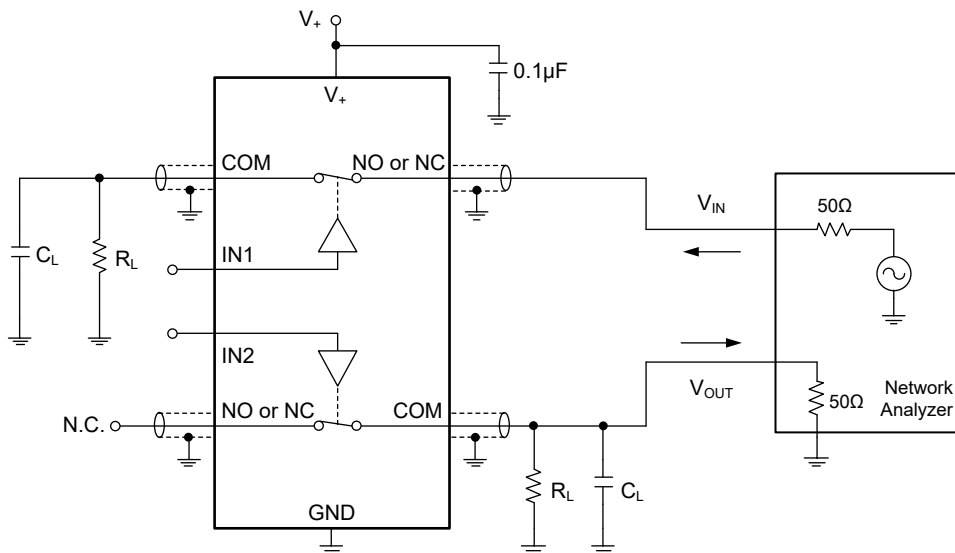 V+
0.1µF
V+
COM
NO or NC
VIN
50Ω
CL
RL
IN1
IN2
VOUT
50Ω
Network
Analyzer
N.C.
NO or NC
COM
RL
CL
GND